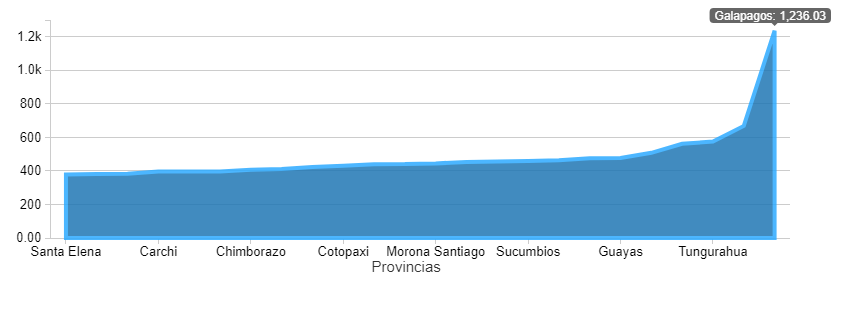 Galapagos: 1,236.03
1.2k
1.0k
800
600
400
200
0.00
Santa Elena Carchi Chimborazo Cotopaxi Morona Santiago Sucumbios Guayas Tungurahua
Provincias